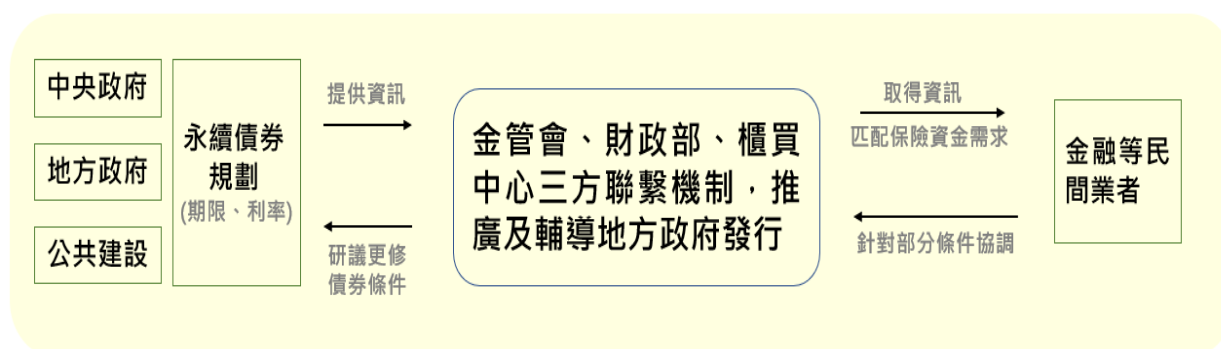 中央政府
地方政府
公共建設
永續債券
規劃
(期限、利率)
提供資訊
研議更修
債券條件
金管會、財政部、櫃買
中心三方聯繫機制，推
廣及輔導地方政府發行
取得資訊
匹配保險資金需求
針對部分條件協調
金融等民
間業者